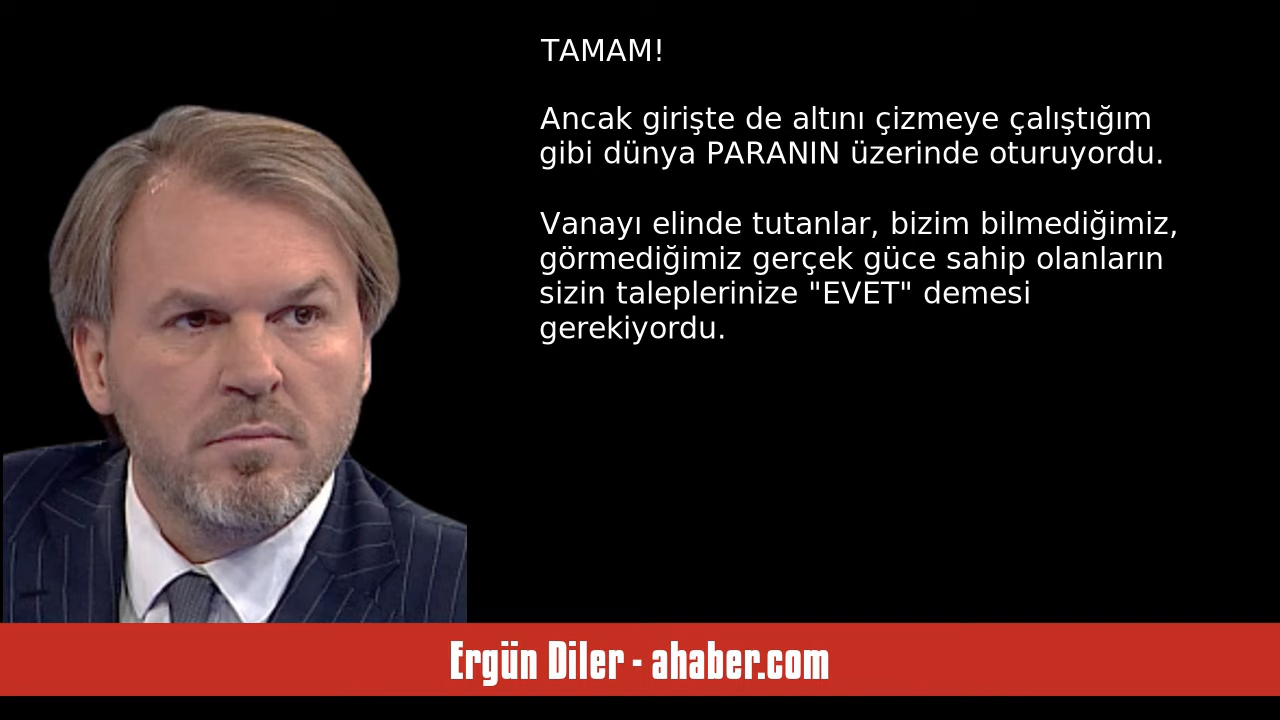 TAMAM!
Ancak girişte de altını çizmeye çalıştığım
gibi dünya PARANIN üzerinde oturuyordu.
Vanayı elinde tutanlar, bizim bilmediğimiz,
görmediğimiz gerçek güce sahip olanların
sizin taleplerinize "EVET" demesi
gerekiyordu.
Ergün Diler - ahaber.com